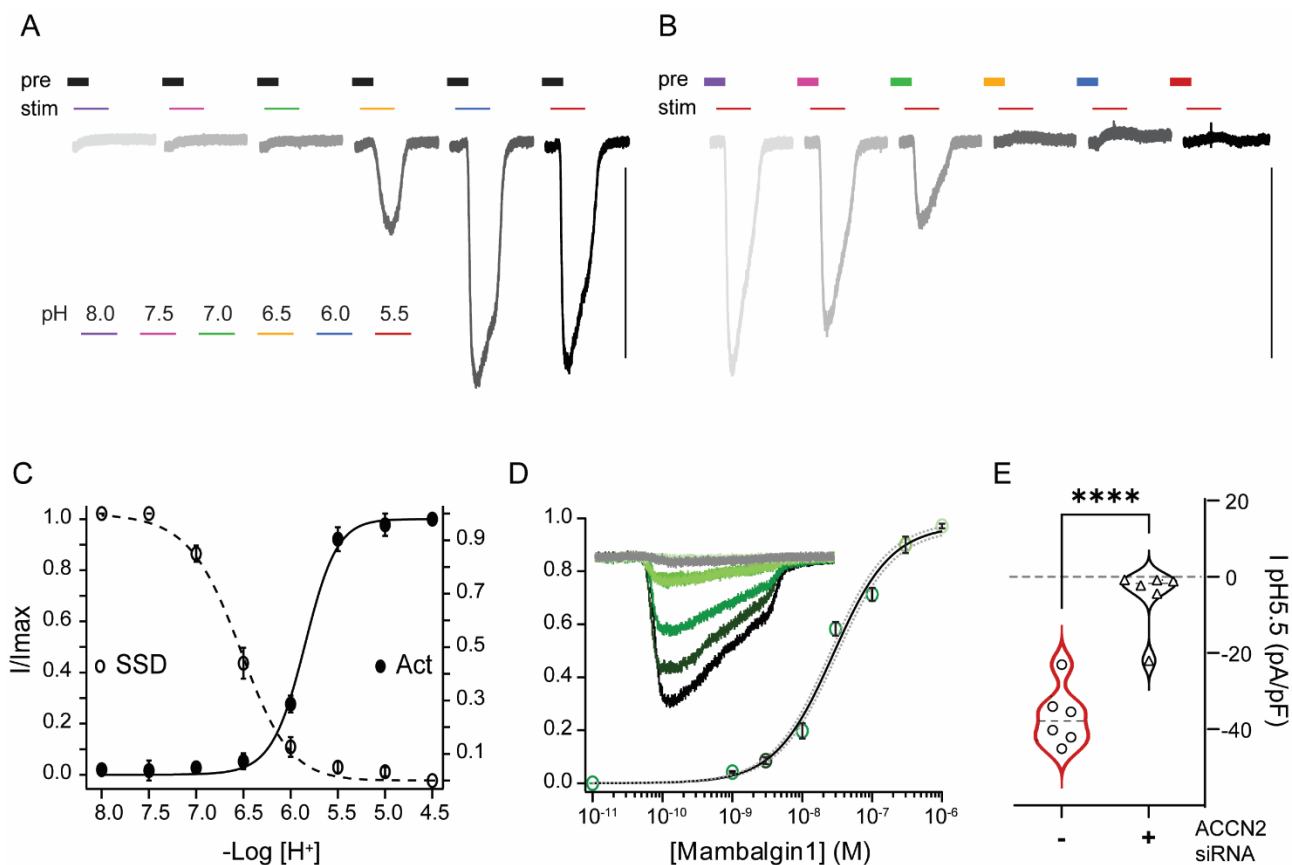 A
B
pre
pre
stim
stim
pH 8.0 7.5 7.0 6.5 6.0 5.5
C
D
E
I/Imax
1.0
0.8
0.6
0.4
0.2
0.0
SSD
Act
0.9
0.7
0.5
0.3
0.1
8.0 7.5 7.0 6.5 6.0 5.5 5.0 4.5
-Log [H⁺]
1.0
0.8
0.6
0.4
0.2
0.0
10⁻¹¹ 10⁻¹⁰ 10⁻⁹ 10⁻⁸ 10⁻⁷ 10⁻⁶
[Mambalgin1] (M)
****
20
0
-20
-40
I pH5.5 (pA/pF)
- + ACCN2
siRNA